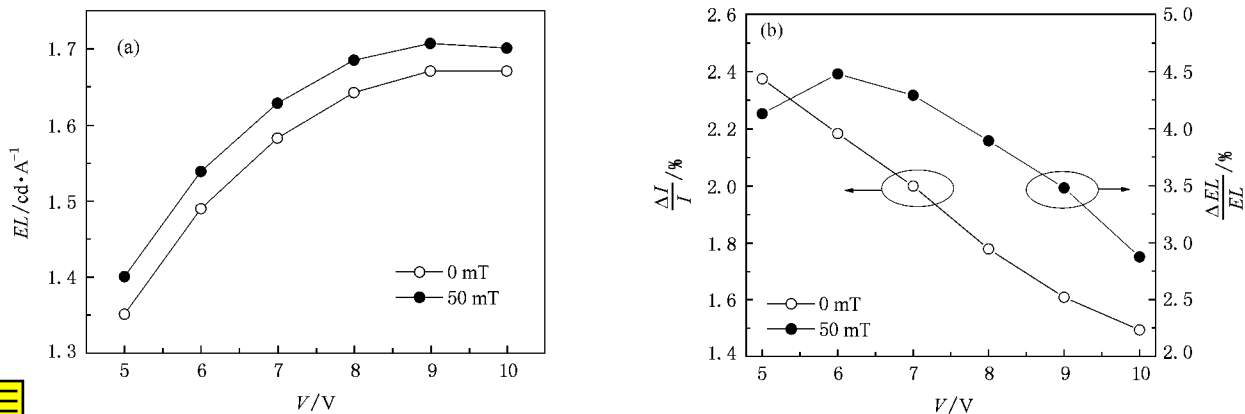 (a)
1.7
1.6
1.5
1.4
1.3
EL/cd·A⁻¹
0 mT
50 mT
5 6 7 8 9 10
V/V
(b)
2.6
2.4
2.2
2.0
1.8
1.6
1.4
ΔI/I/%
5.0
4.5
4.0
3.5
3.0
2.5
2.0
ΔEL/EL/%
0 mT
50 mT
5 6 7 8 9 10
V/V